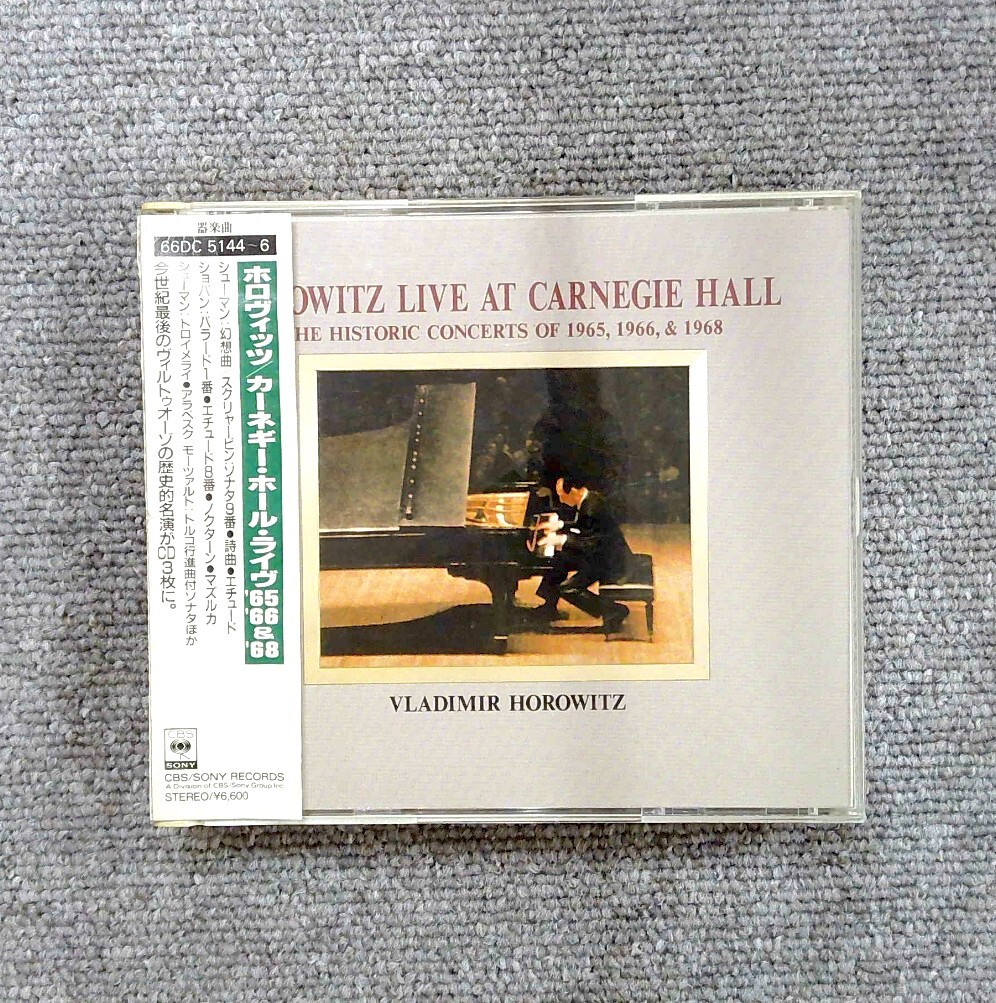 器楽曲
66DC 5144~6
ホロヴィッツ/カーネギー・ホール・ライヴ '65 '66 & '68
シューマン:幻想曲 スクリャービン:ソナタ9番●詩曲●エチュード
ショパン:バラード1番●エチュード8番●ノクターン●マズルカ
シューマン:トロイメライ●アラベスク モーツァルト:トルコ行進曲付ソナタほか
今世紀最後のヴィルトゥオーゾの歴史的名演がCD3枚に。
CBS
SONY
CBS/SONY RECORDS
A Division of CBS/Sony Group Inc.
STEREO/¥6,600
OWITZ LIVE AT CARNEGIE HALL
HE HISTORIC CONCERTS OF 1965, 1966, & 1968
VLADIMIR HOROWITZ